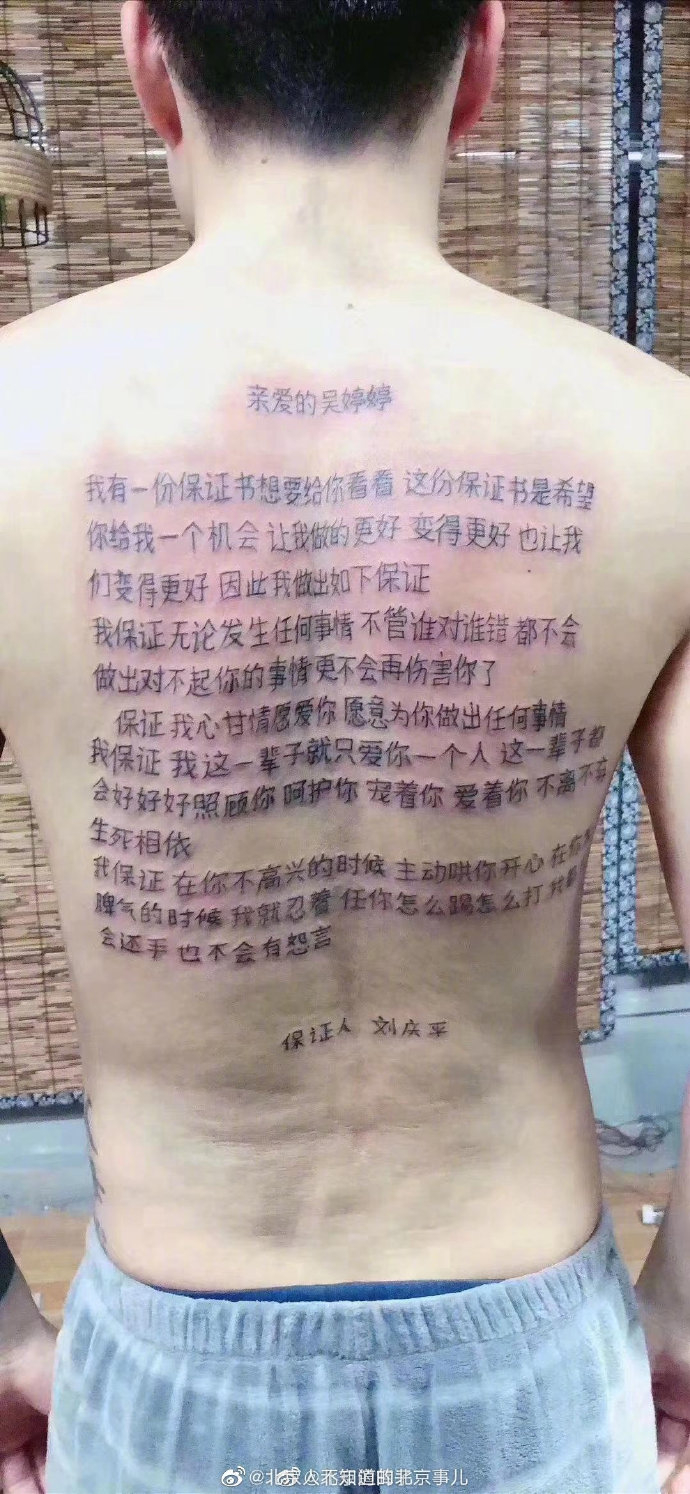 亲爱的吴婷婷
我有一份保证书想要给你看看 这份保证书是希望
你给我一个机会 让我做的更好 变得更好 也让我
们变得更好 因此我做出如下保证
我保证无论发生任何事情 不管谁对谁错 都不会
做出对不起你的事情更不会再伤害你了
保证 我心甘情愿爱你 愿意为你做出任何事情
我保证 我这一辈子就只爱你一个人 这一辈子都
会好好好照顾你 呵护你 宠着你 爱着你 不离不
生死相依
我保证 在你不高兴的时候 主动哄你开心 在你
脾气的时候 我就忍着 任你怎么踢怎么打
会还手 也不会有怨言
保证人 刘庆平